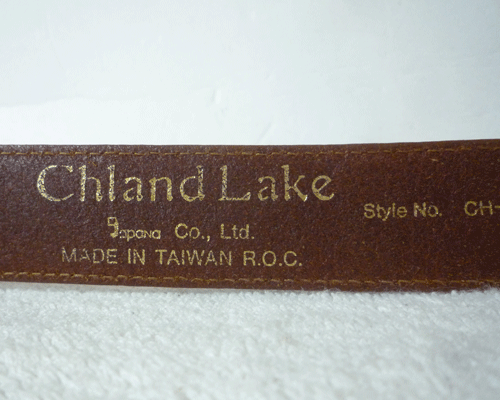 Chland Lake
Japana Co., Ltd.
MADE IN TAIWAN R.O.C.
Style No. CH-